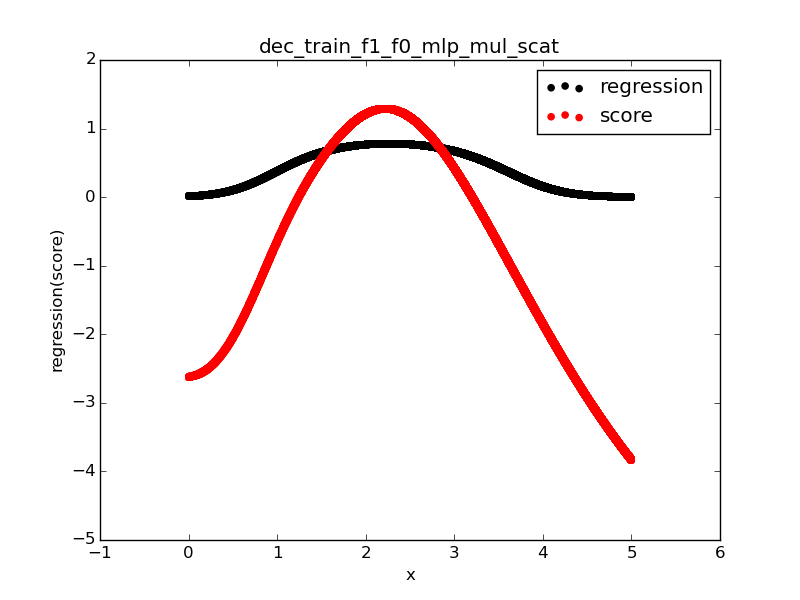 dec_train_f1_f0_mlp_mul_scat
regression
score
2
1
0
−1
−2
−3
−4
−5
regression(score)
−1 0 1 2 3 4 5 6
x